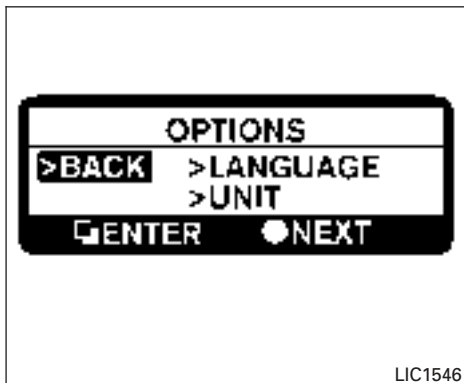 OPTIONS
>BACK >LANGUAGE
>UNIT
ENTER NEXT
LIC1546